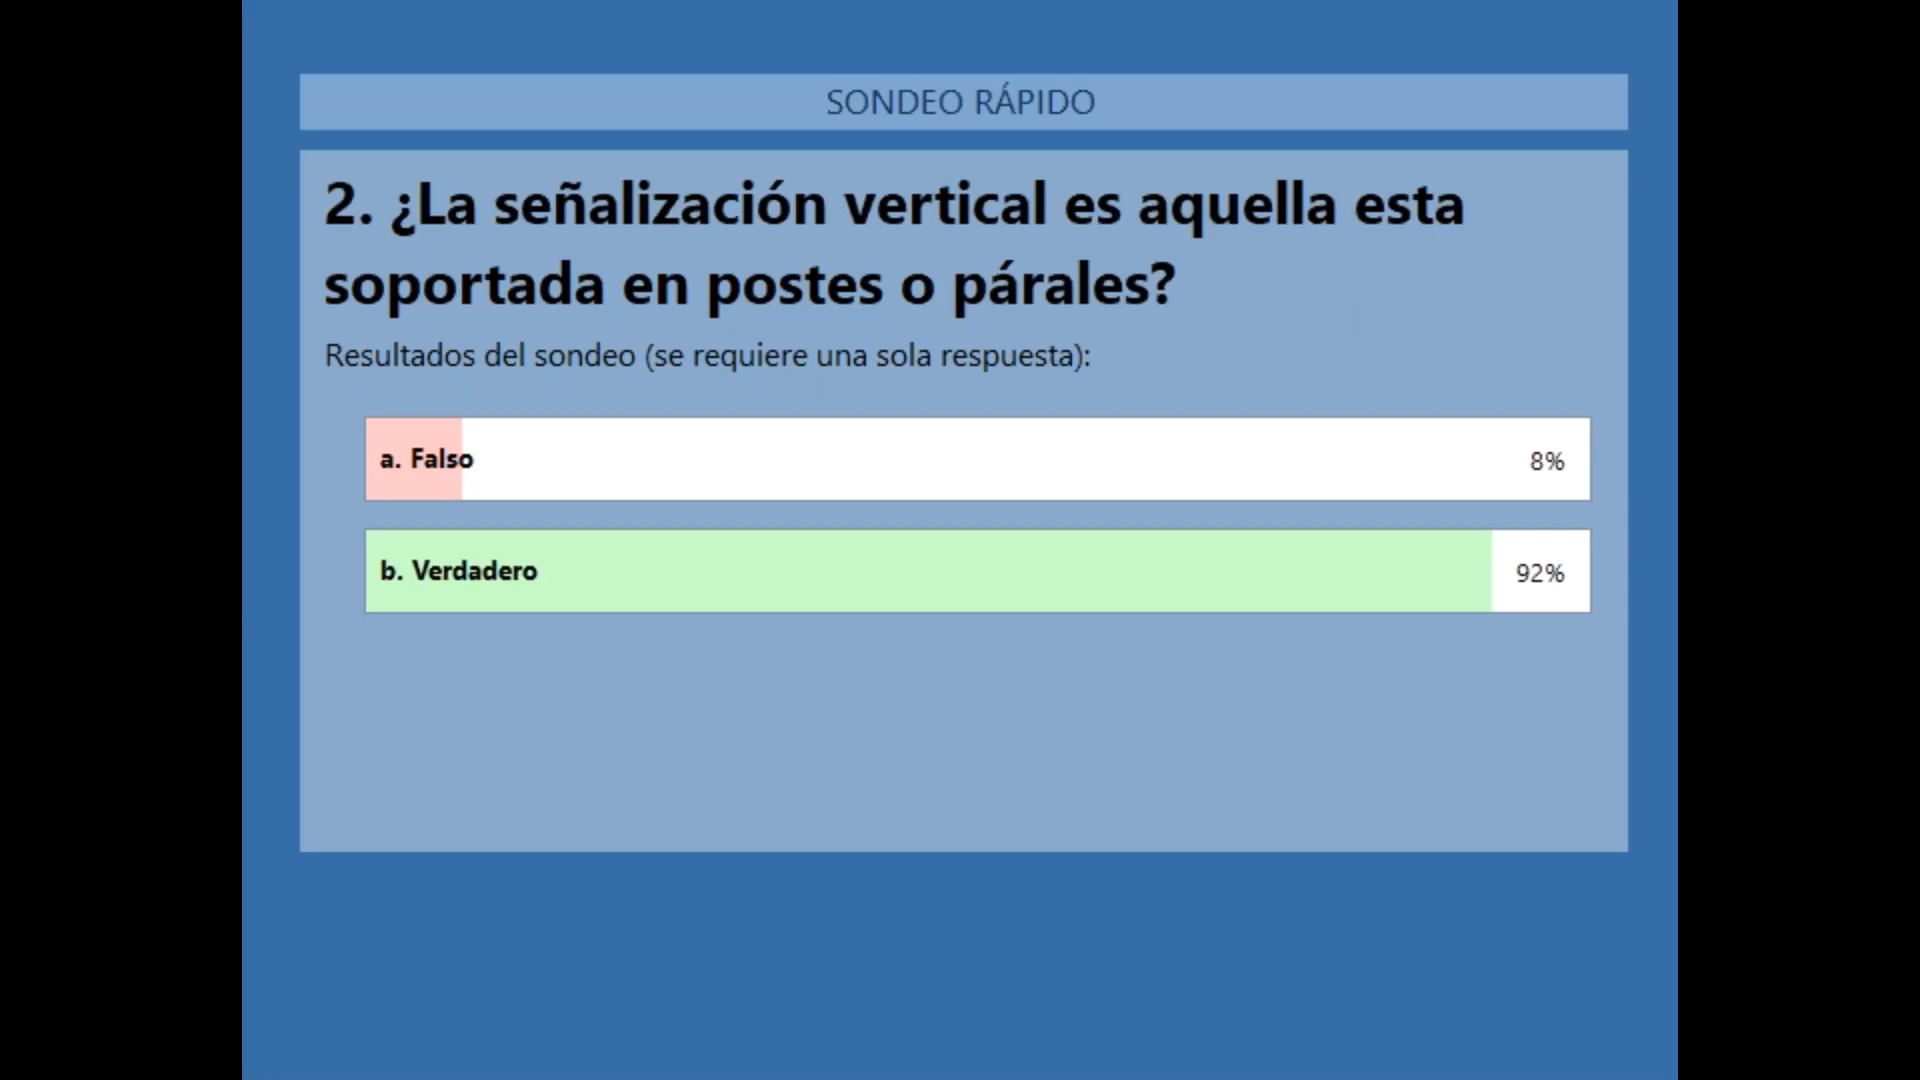 SONDEO RÁPIDO
2. ¿La señalización vertical es aquella esta
soportada en postes o párales?
Resultados del sondeo (se requiere una sola respuesta):
a. Falso 8%
b. Verdadero 92%